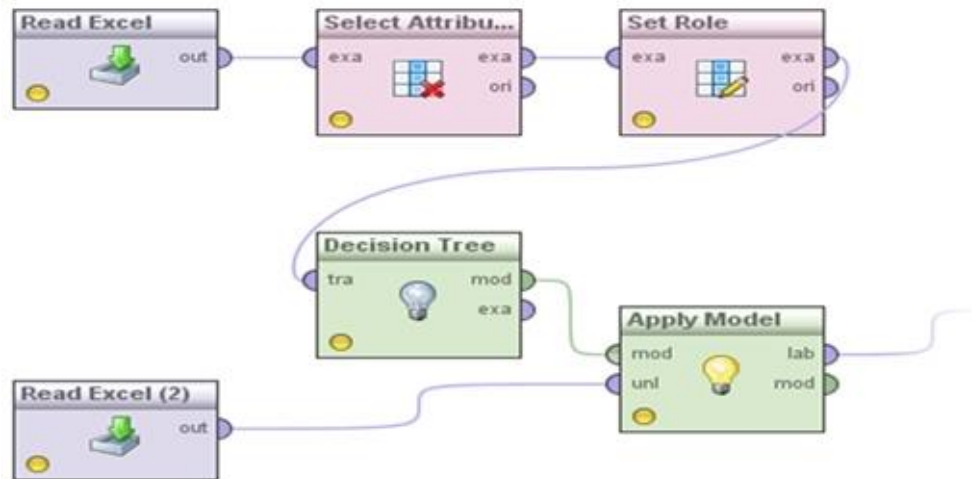 Read Excel
out
Select Attribu...
exa exa
ori
Set Role
exa exa
ori
Decision Tree
tra mod
exa
Apply Model
mod lab
unl mod
Read Excel (2)
out